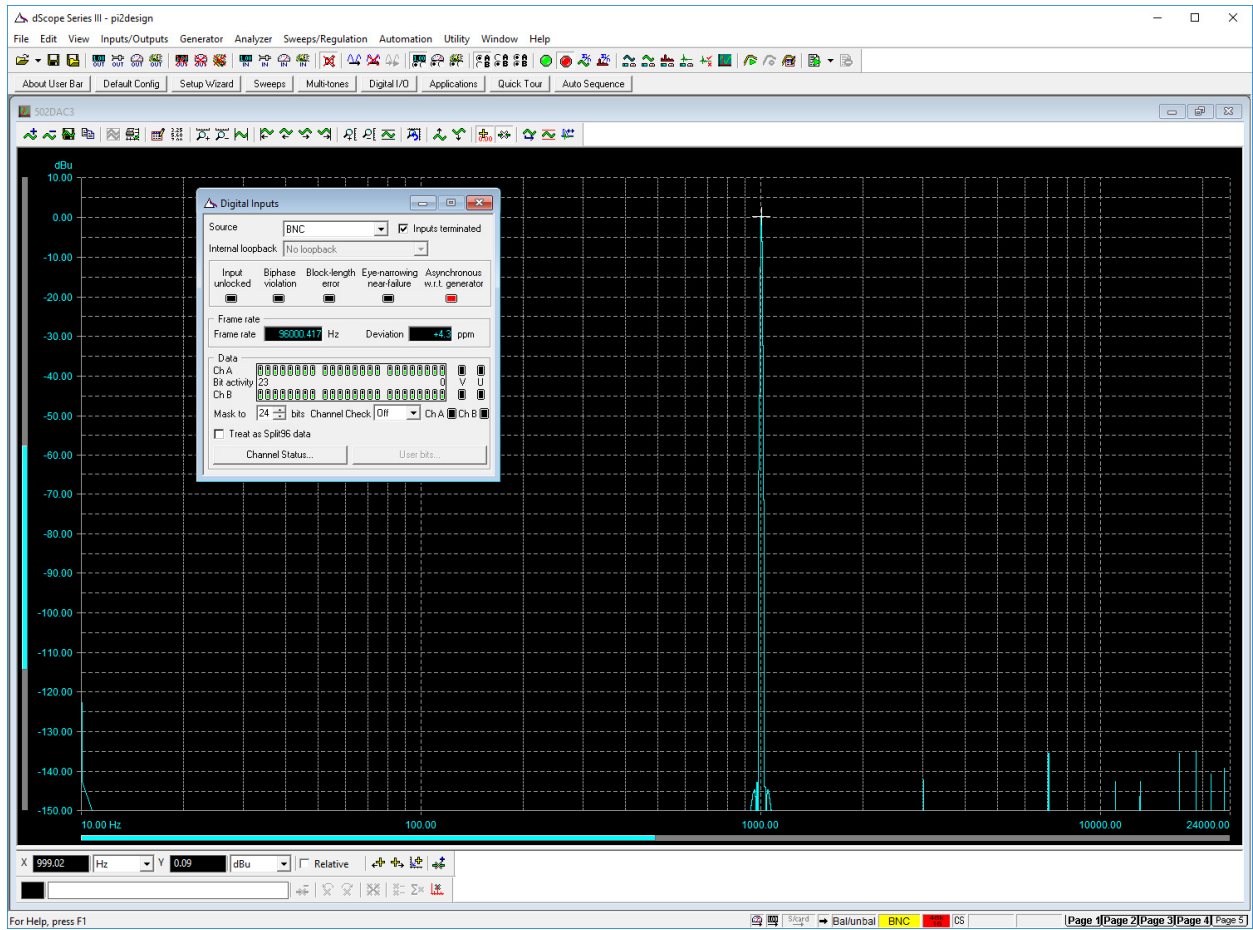 dScope Series III - pi2design
File Edit View Inputs/Outputs Generator Analyzer Sweeps/Regulation Automation Utility Window Help
About User Bar Default Config Setup Wizard Sweeps Multi-tones Digital I/O Applications Quick Tour Auto Sequence
S02DAC3
dBu
10.00
0.00
-10.00
-20.00
-30.00
-40.00
-50.00
-60.00
-70.00
-80.00
-90.00
-100.00
-110.00
-120.00
-130.00
-140.00
-150.00
10.00 Hz 100.00 1000.00 10000.00 24000.00
Digital Inputs
Source BNC Inputs terminated
Internal loopback No loopback
Input unlocked
Biphase violation
Block-length error
Eye-narrowing near-failure
Asynchronous w.r.t. generator
Frame rate
Frame rate 96000.417 Hz Deviation +4.3 ppm
Data
Ch A
Bit activity 23 0 V U
Ch B
Mask to 24 bits Channel Check Off Ch A Ch B
Treat as Split96 data
Channel Status... User bits...
X 999.02 Hz Y 0.09 dBu Relative
For Help, press F1
S/card Bal/unbal BNC CS Page 1 Page 2 Page 3 Page 4 Page 5